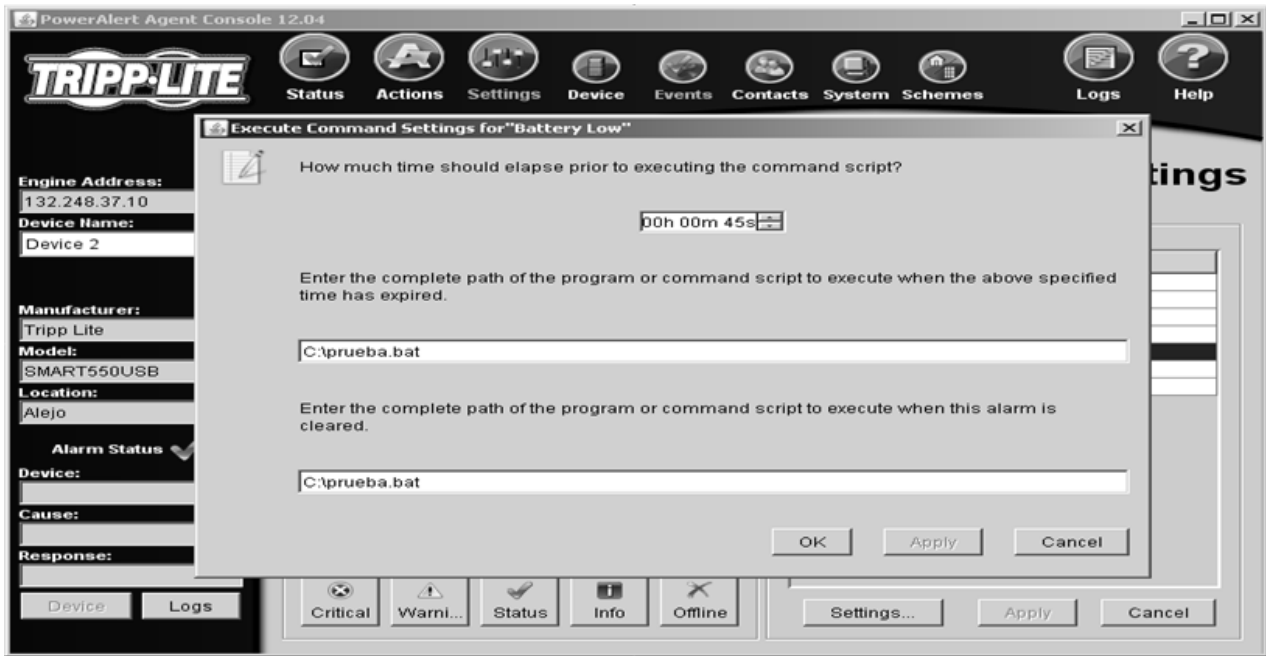 PowerAlert Agent Console 12.04
TRIPP·LITE
Status Actions Settings Device Events Contacts System Schemes Logs Help
Execute Command Settings for"Battery Low"
How much time should elapse prior to executing the command script?
tings
Engine Address:
132.248.37.10
00h 00m 45s
Device Name:
Device 2
Enter the complete path of the program or command script to execute when the above specified
time has expired.
Manufacturer:
Tripp Lite
C:\prueba.bat
Model:
SMART550USB
Location:
Alejo
Enter the complete path of the program or command script to execute when this alarm is
cleared.
Alarm Status
Device:
C:\prueba.bat
Cause:
OK Apply Cancel
Response:
Device Logs
Critical Warni... Status Info Offline
Settings... Apply Cancel